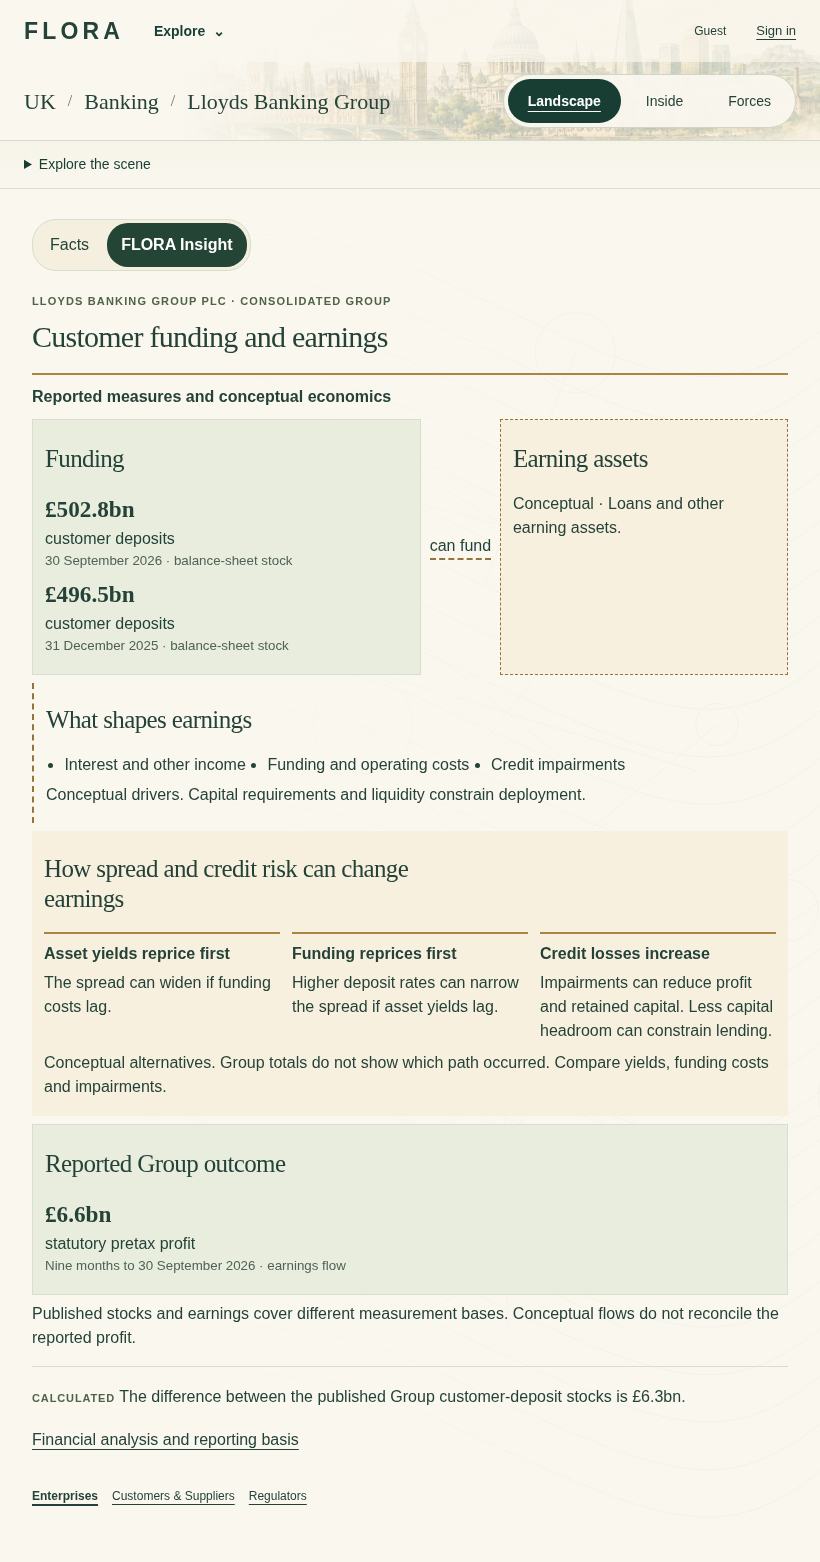 FLORA Explore Guest Sign in
UK / Banking / Lloyds Banking Group Landscape Inside Forces
Explore the scene
Facts FLORA Insight
LLOYDS BANKING GROUP PLC · CONSOLIDATED GROUP
Customer funding and earnings
Reported measures and conceptual economics
Funding
£502.8bn
customer deposits
30 September 2026 · balance-sheet stock
£496.5bn
customer deposits
31 December 2025 · balance-sheet stock
can fund
Earning assets
Conceptual · Loans and other
earning assets.
What shapes earnings
• Interest and other income • Funding and operating costs • Credit impairments
Conceptual drivers. Capital requirements and liquidity constrain deployment.
How spread and credit risk can change
earnings
Asset yields reprice first
The spread can widen if funding
costs lag.
Funding reprices first
Higher deposit rates can narrow
the spread if asset yields lag.
Credit losses increase
Impairments can reduce profit
and retained capital. Less capital
headroom can constrain lending.
Conceptual alternatives. Group totals do not show which path occurred. Compare yields, funding costs
and impairments.
Reported Group outcome
£6.6bn
statutory pretax profit
Nine months to 30 September 2026 · earnings flow
Published stocks and earnings cover different measurement bases. Conceptual flows do not reconcile the
reported profit.
CALCULATED The difference between the published Group customer-deposit stocks is £6.3bn.
Financial analysis and reporting basis
Enterprises Customers & Suppliers Regulators